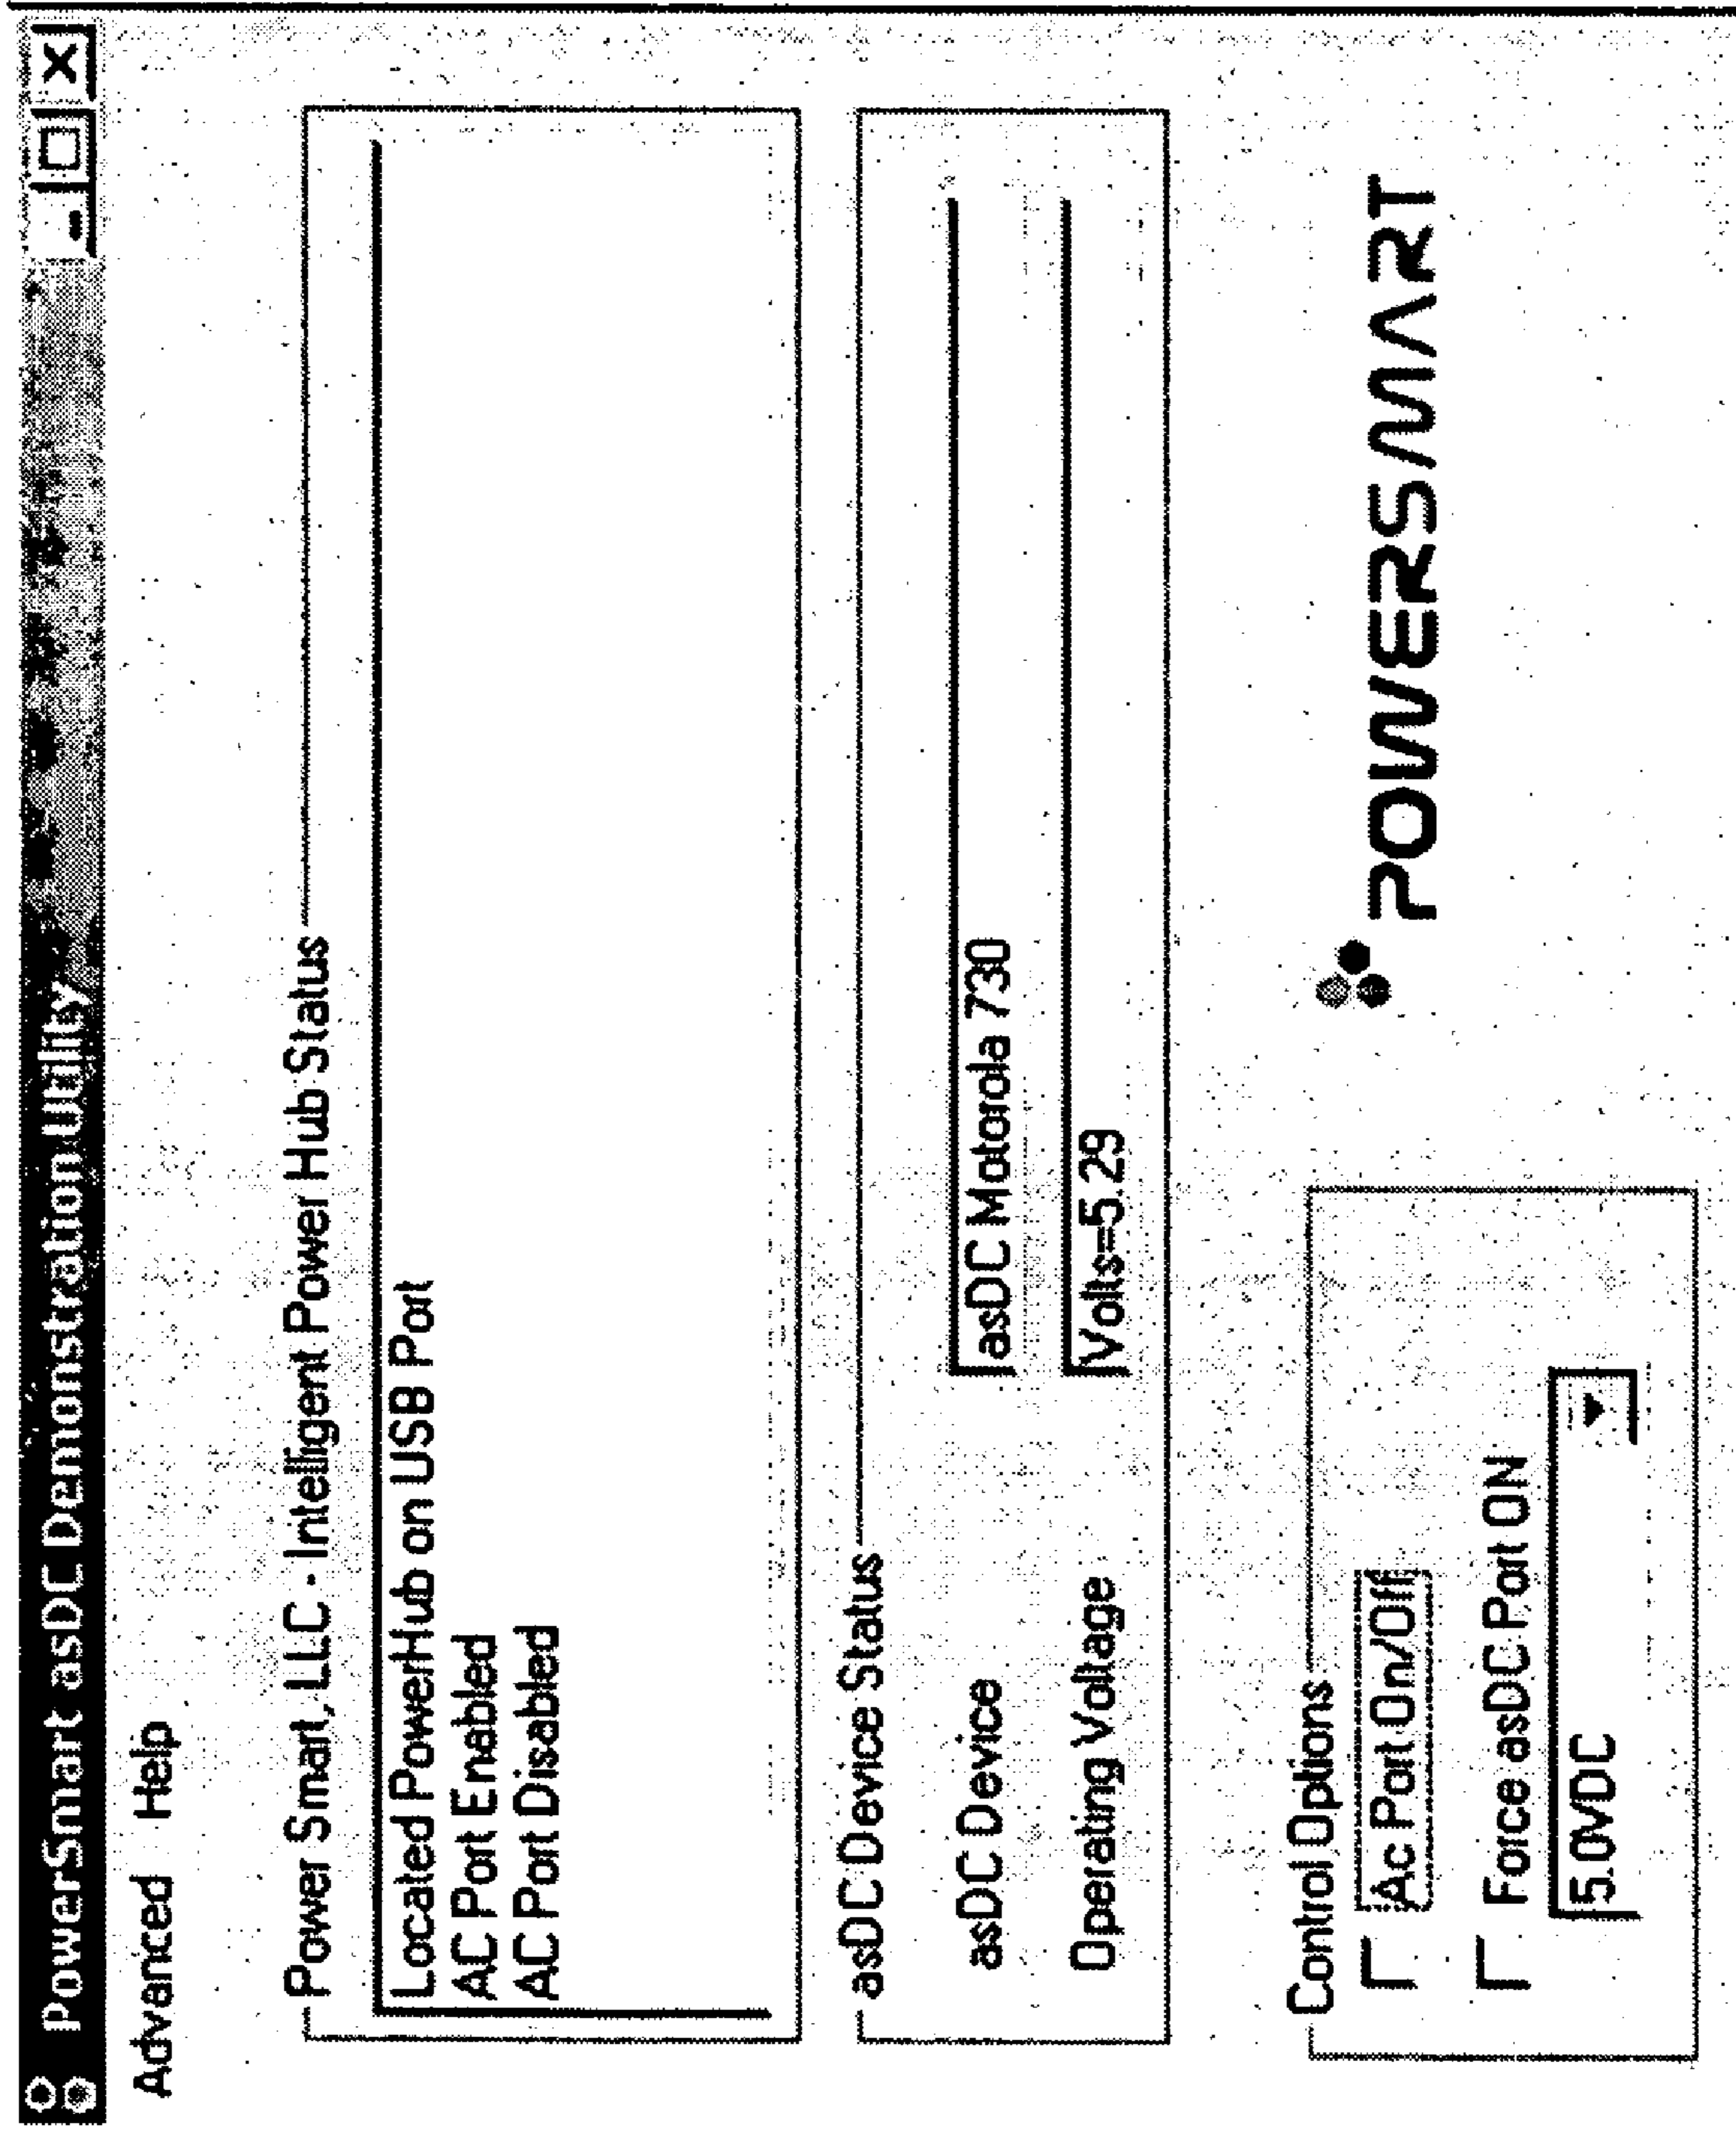 PowerSmart asDC Demonstration Utility
Advanced Help
Power Smart, LLC - Intelligent Power Hub Status
Located PowerHub on USB Port
AC Port Enabled
AC Port Disabled
asDC Device Status
asDC Device
asDC Motorola 730
Operating Voltage
Volts=5.29
Control Options
Ac Port On/Off
Force asDC Port ON
5.0VDC
POWERSMART